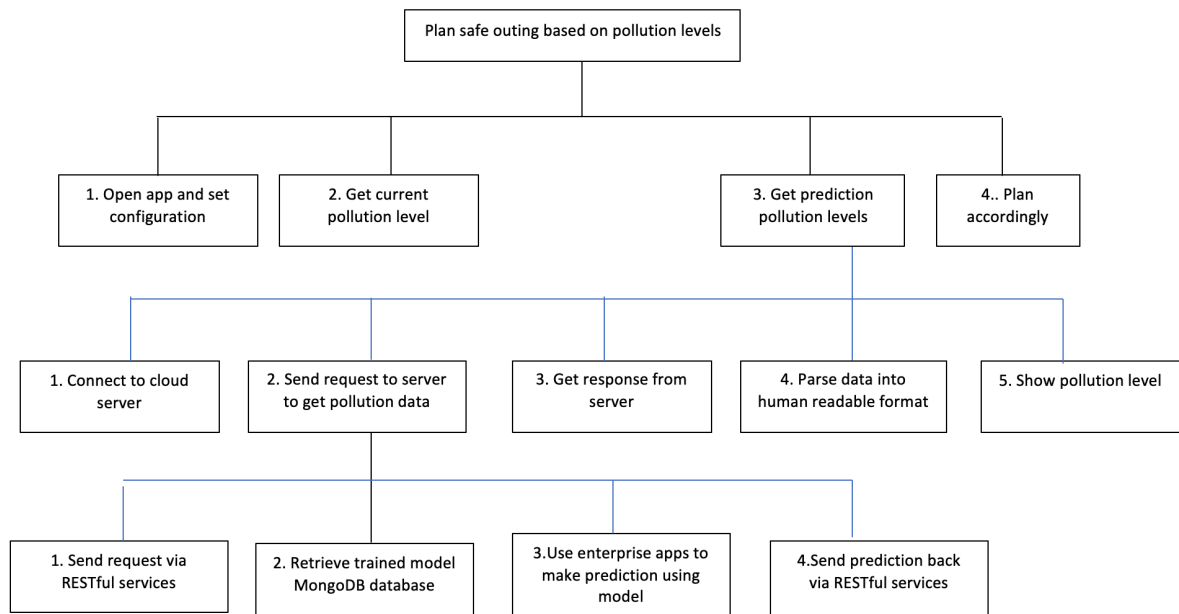 Plan safe outing based on pollution levels
1. Open app and set
configuration
2. Get current
pollution level
3. Get prediction
pollution levels
4.. Plan
accordingly
1. Connect to cloud
server
2. Send request to server
to get pollution data
3. Get response from
server
4. Parse data into
human readable format
5. Show pollution level
1. Send request via
RESTful services
2. Retrieve trained model
MongoDB database
3.Use enterprise apps to
make prediction using
model
4.Send prediction back
via RESTful services